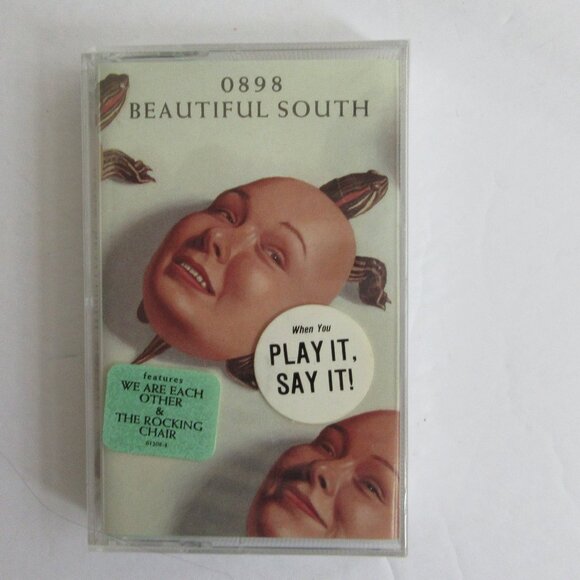 0898
BEAUTIFUL SOUTH
When You
PLAY IT,
SAY IT!
features
WE ARE EACH
OTHER
&
THE ROCKING
CHAIR